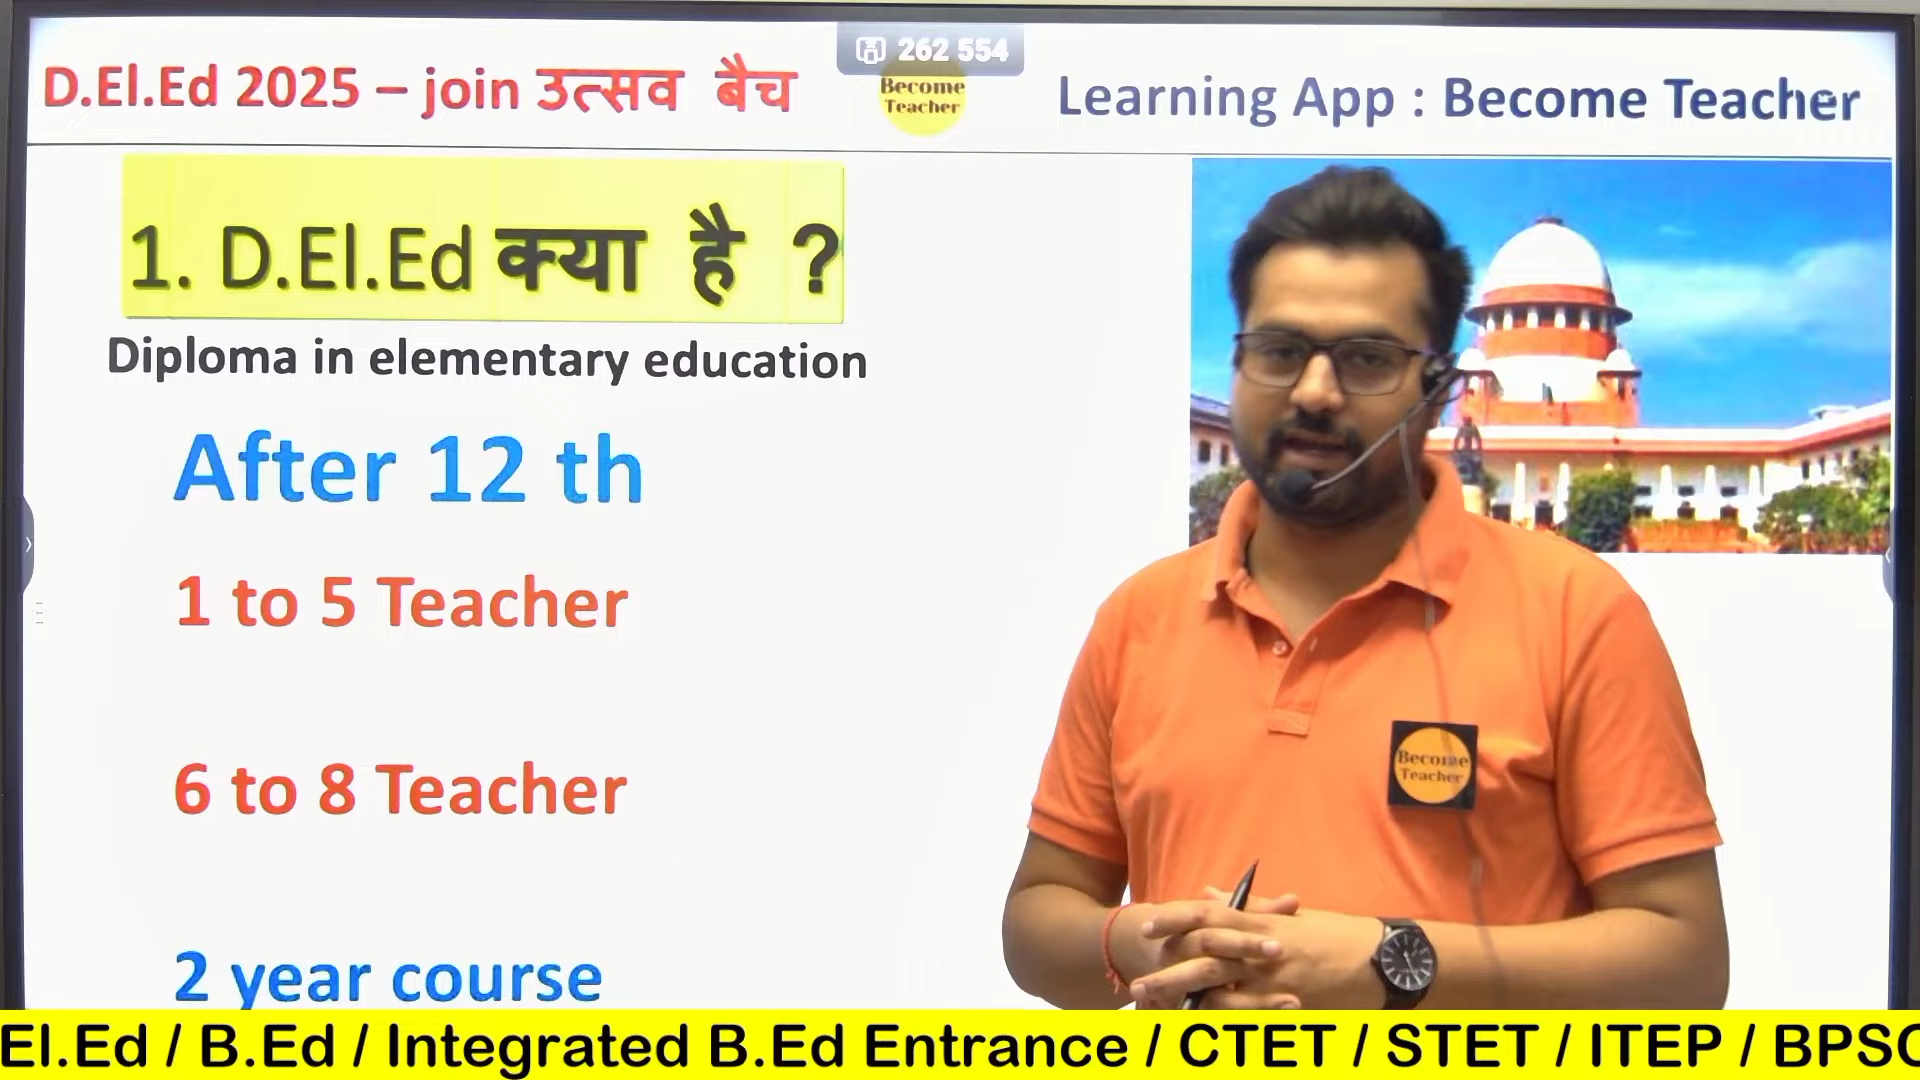 262 554
D.El.Ed 2025 – join उत्सव बैच
Become
Teacher
Learning App : Become Teacher
1. D.El.Ed क्या है ?
Diploma in elementary education
After 12 th
1 to 5 Teacher
6 to 8 Teacher
2 year course
Become
Teacher
El.Ed / B.Ed / Integrated B.Ed Entrance / CTET / STET / ITEP / BPSC